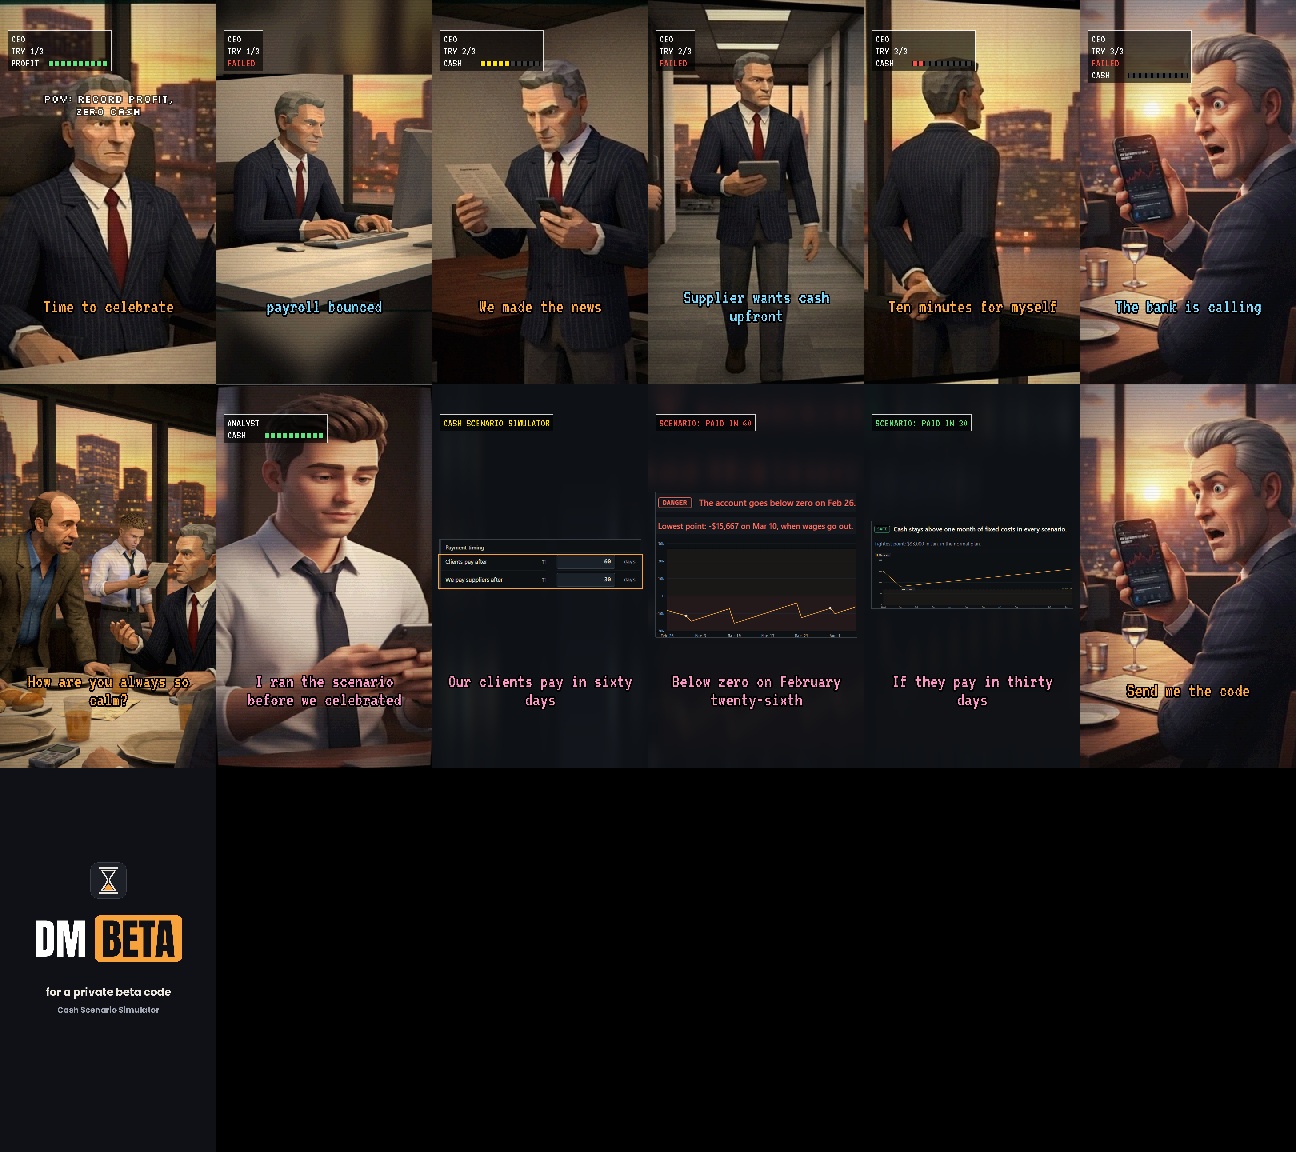 CEO
TRY 1/3
PROFIT
POV: RECORD PROFIT,
ZERO CASH
Time to celebrate
CEO
TRY 1/3
FAILED
payroll bounced
CEO
TRY 2/3
CASH
We made the news
CEO
TRY 2/3
FAILED
Supplier wants cash
upfront
CEO
TRY 3/3
CASH
Ten minutes for myself
CEO
TRY 3/3
FAILED
CASH
The bank is calling
How are you always so
calm?
ANALYST
CASH
I ran the scenario
before we celebrated
CASH SCENARIO SIMULATOR
Payment timing
Clients pay after
60 days
We pay suppliers after
30 days
Our clients pay in sixty
days
SCENARIO: PAID IN 60
DANGER The account goes below zero on Feb 26.
Lowest point: -$15,667 on Mar 10, when wages go out.
Below zero on February
twenty-sixth
SCENARIO: PAID IN 30
Cash stays above one month of fixed costs in every scenario.
If they pay in thirty
days
Send me the code
DM BETA
for a private beta code
Cash Scenario Simulator